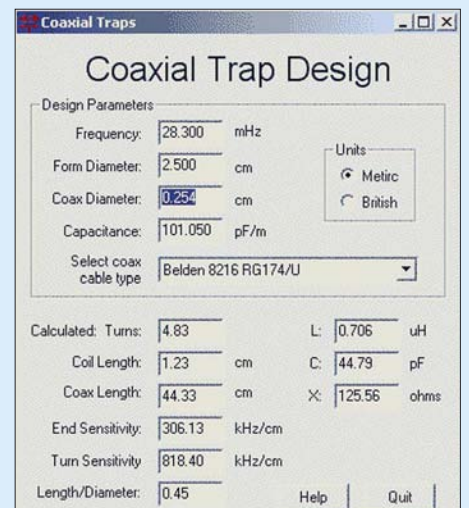 Coaxial Traps
Coaxial Trap Design
Design Parameters
Frequency: 28.300 mHz
Form Diameter: 2.500 cm
Coax Diameter: 0.254 cm
Capacitance: 101.050 pF/m
Units
Metirc
British
Select coax
cable type
Belden 8216 RG174/U
Calculated: Turns: 4.83 L: 0.706 uH
Coil Length: 1.23 cm C: 44.79 pF
Coax Length: 44.33 cm X: 125.56 ohms
End Sensitivity: 306.13 kHz/cm
Turn Sensitivity 818.40 kHz/cm
Length/Diameter: 0.45 Help Quit